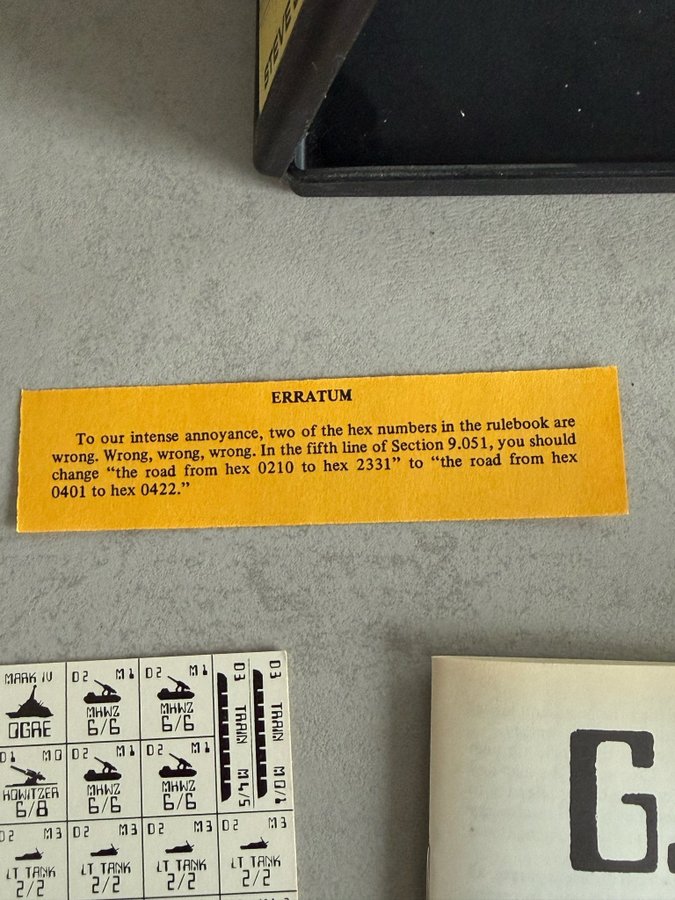 STEVE
ERRATUM
To our intense annoyance, two of the hex numbers in the rulebook are
wrong. Wrong, wrong, wrong. In the fifth line of Section 9.051, you should
change “the road from hex 0210 to hex 2331” to “the road from hex
0401 to hex 0422.”
MARK IV
OGRE
D2 M1
MHWZ
6/6
D2 M1
MHWZ
6/6
D3 TRAIN M4/5
D3 TRAIN M0/1
D1 M0
HOWITZER
6/8
D2 M1
MHWZ
6/6
D2 M1
MHWZ
6/6
D2 M3
LT TANK
2/2
D2 M3
LT TANK
2/2
D2 M3
LT TANK
2/2
D2 M3
LT TANK
2/2
G